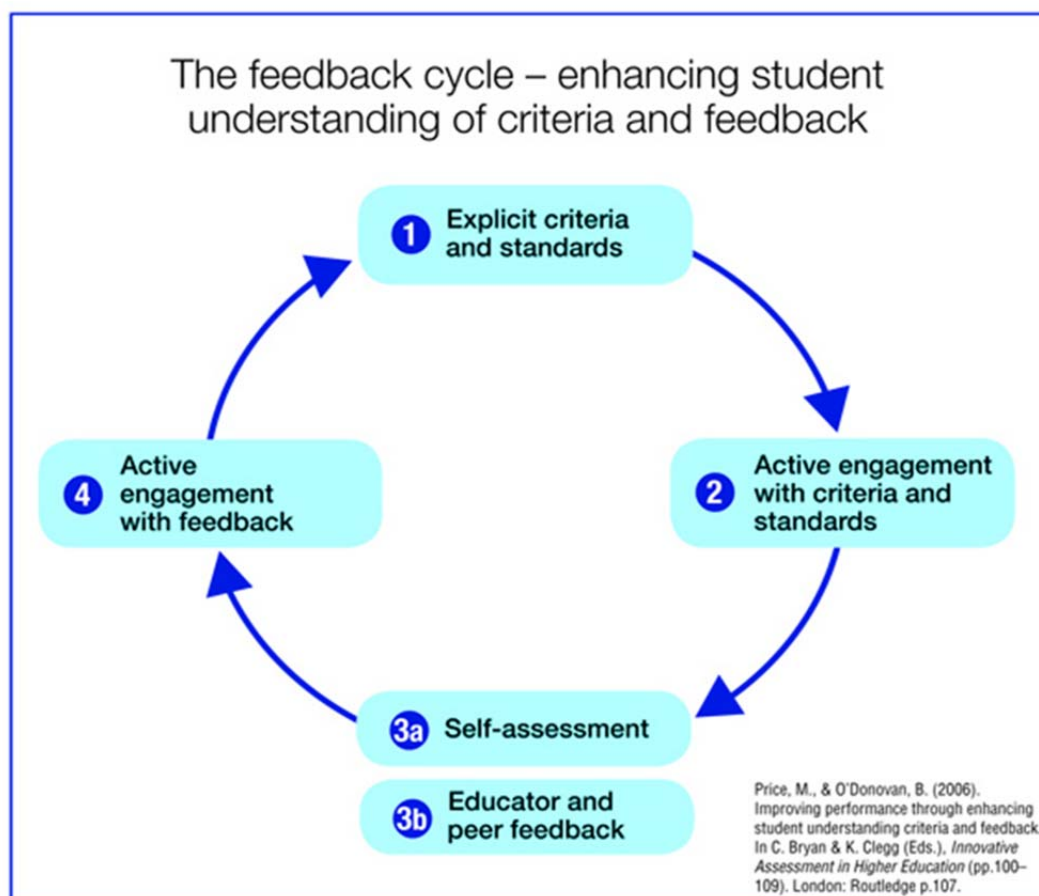 The feedback cycle – enhancing student
understanding of criteria and feedback
1 Explicit criteria
and standards
2 Active engagement
with criteria and
standards
3a Self-assessment
3b Educator and
peer feedback
4 Active
engagement
with feedback
Price, M., & O'Donovan, B. (2006).
Improving performance through enhancing
student understanding criteria and feedback
In C. Bryan & K. Clegg (Eds.), Innovative
Assessment in Higher Education (pp.100–
109). London: Routledge p.107.